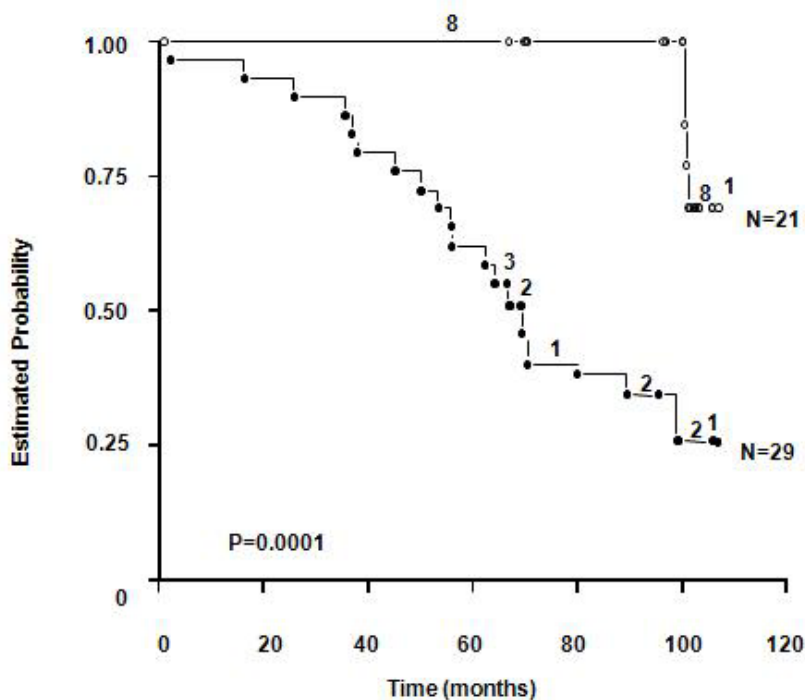 8
1.00
0.75
8 1
N=21
3
2
0.50
1
2
2 1
0.25
N=29
P=0.0001
0
0 20 40 60 80 100 120
Time (months)
Estimated Probability